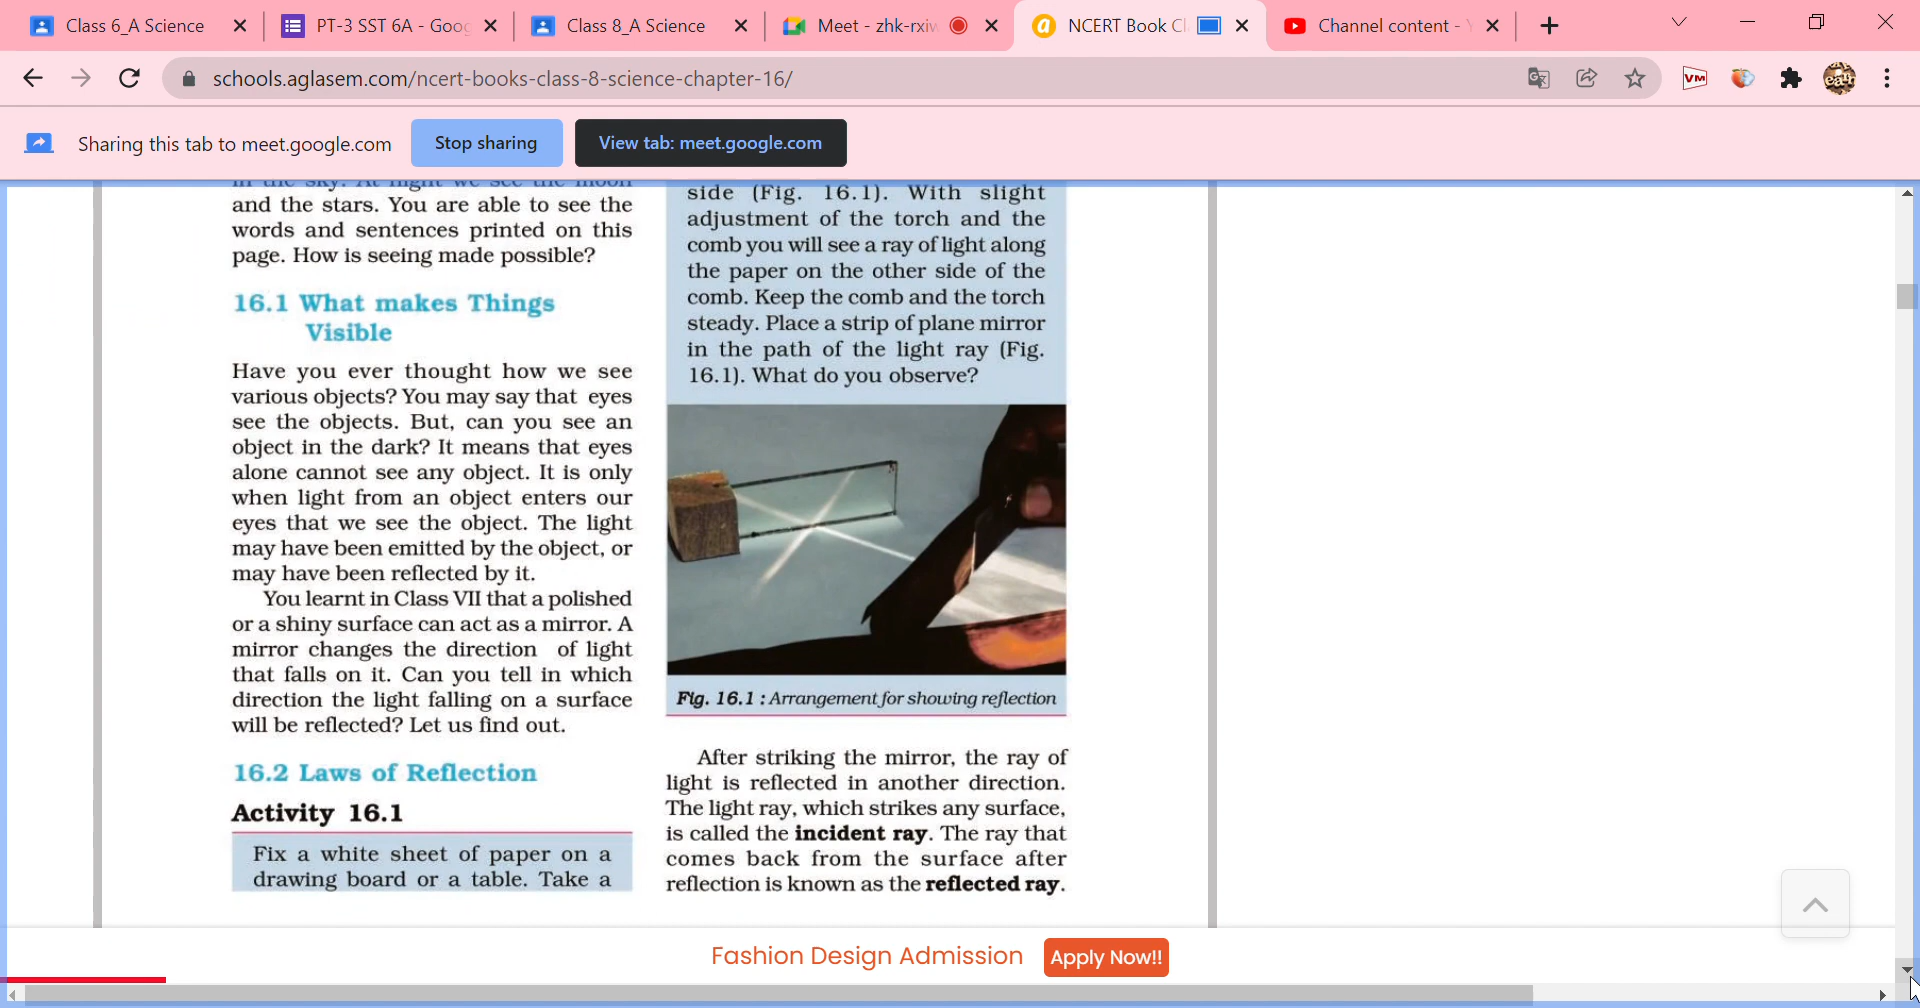 Class 6_A Science
PT-3 SST 6A - Goog
Class 8_A Science
Meet - zhk-rxiw
NCERT Book Cl
Channel content - Y
schools.aglasem.com/ncert-books-class-8-science-chapter-16/
VM
Sharing this tab to meet.google.com
Stop sharing
View tab: meet.google.com
in the sky. At night we see the moon
and the stars. You are able to see the
words and sentences printed on this
page. How is seeing made possible?
16.1 What makes Things
Visible
Have you ever thought how we see
various objects? You may say that eyes
see the objects. But, can you see an
object in the dark? It means that eyes
alone cannot see any object. It is only
when light from an object enters our
eyes that we see the object. The light
may have been emitted by the object, or
may have been reflected by it.
You learnt in Class VII that a polished
or a shiny surface can act as a mirror. A
mirror changes the direction of light
that falls on it. Can you tell in which
direction the light falling on a surface
will be reflected? Let us find out.
16.2 Laws of Reflection
Activity 16.1
Fix a white sheet of paper on a
drawing board or a table. Take a
side (Fig. 16.1). With slight
adjustment of the torch and the
comb you will see a ray of light along
the paper on the other side of the
comb. Keep the comb and the torch
steady. Place a strip of plane mirror
in the path of the light ray (Fig.
16.1). What do you observe?
Fig. 16.1 : Arrangement for showing reflection
After striking the mirror, the ray of
light is reflected in another direction.
The light ray, which strikes any surface,
is called the incident ray. The ray that
comes back from the surface after
reflection is known as the reflected ray.
Fashion Design Admission
Apply Now!!